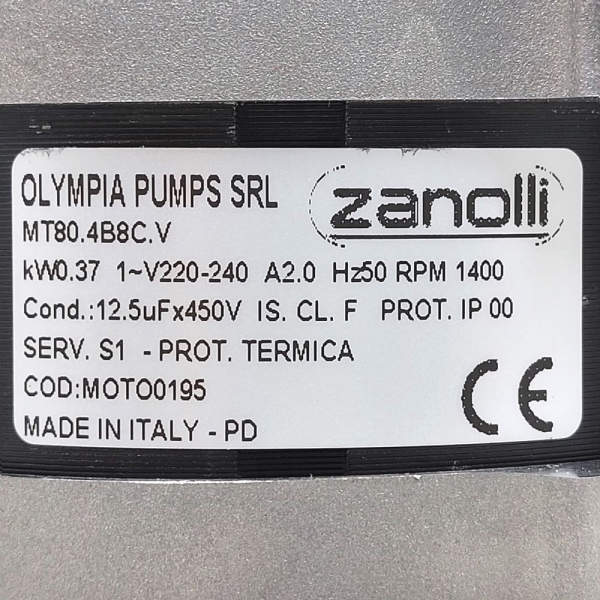 OLYMPIA PUMPS SRL
zanolli
MT80.4B8C.V
kW0.37 1~V220-240 A2.0 Hz50 RPM 1400
Cond.:12.5uFx450V IS. CL. F PROT. IP 00
SERV. S1 - PROT. TERMICA
COD:MOTO0195
MADE IN ITALY - PD
CE